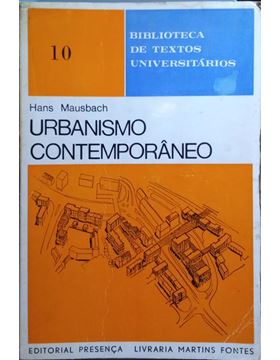 10
BIBLIOTECA
DE TEXTOS
UNIVERSITÁRIOS
Hans Mausbach
URBANISMO
CONTEMPORÂNEO
EDITORIAL PRESENÇA LIVRARIA MARTINS FONTES